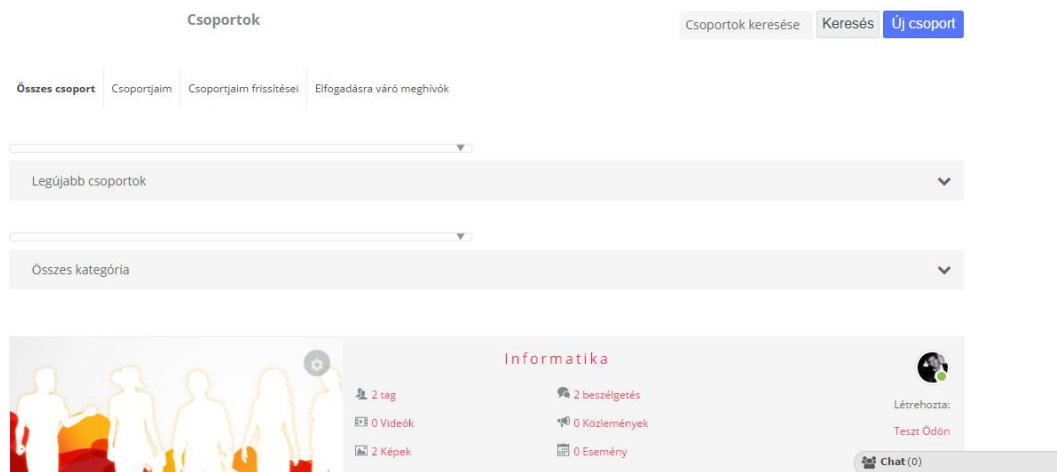 Csoportok
Csoportok keresése Keresés Új csoport
Összes csoport Csoportjaim Csoportjaim frissítései Elfogadásra váró meghívók
Legújabb csoportok
Összes kategória
Informatika
2 tag 2 beszélgetés
0 Videók 0 Közlemények
2 Képek 0 Esemény
Létrehozta:
Teszt Ödön
Chat (0)